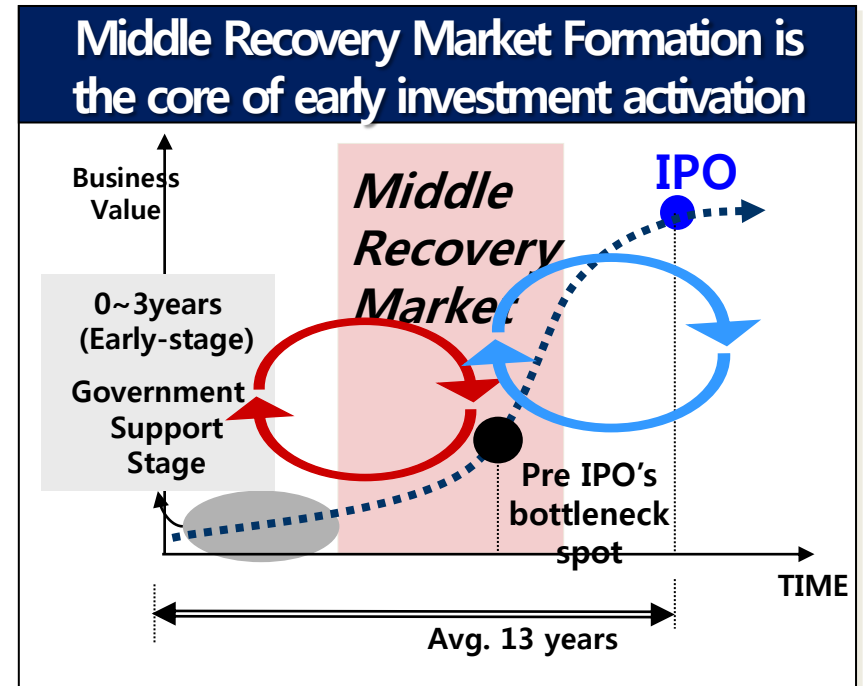 Middle Recovery Market Formation is
the core of early investment activation
Business
Value
Middle
Recovery
Market
IPO
0~3years
(Early-stage)
Government
Support
Stage
Pre IPO's
bottleneck
spot
TIME
Avg. 13 years